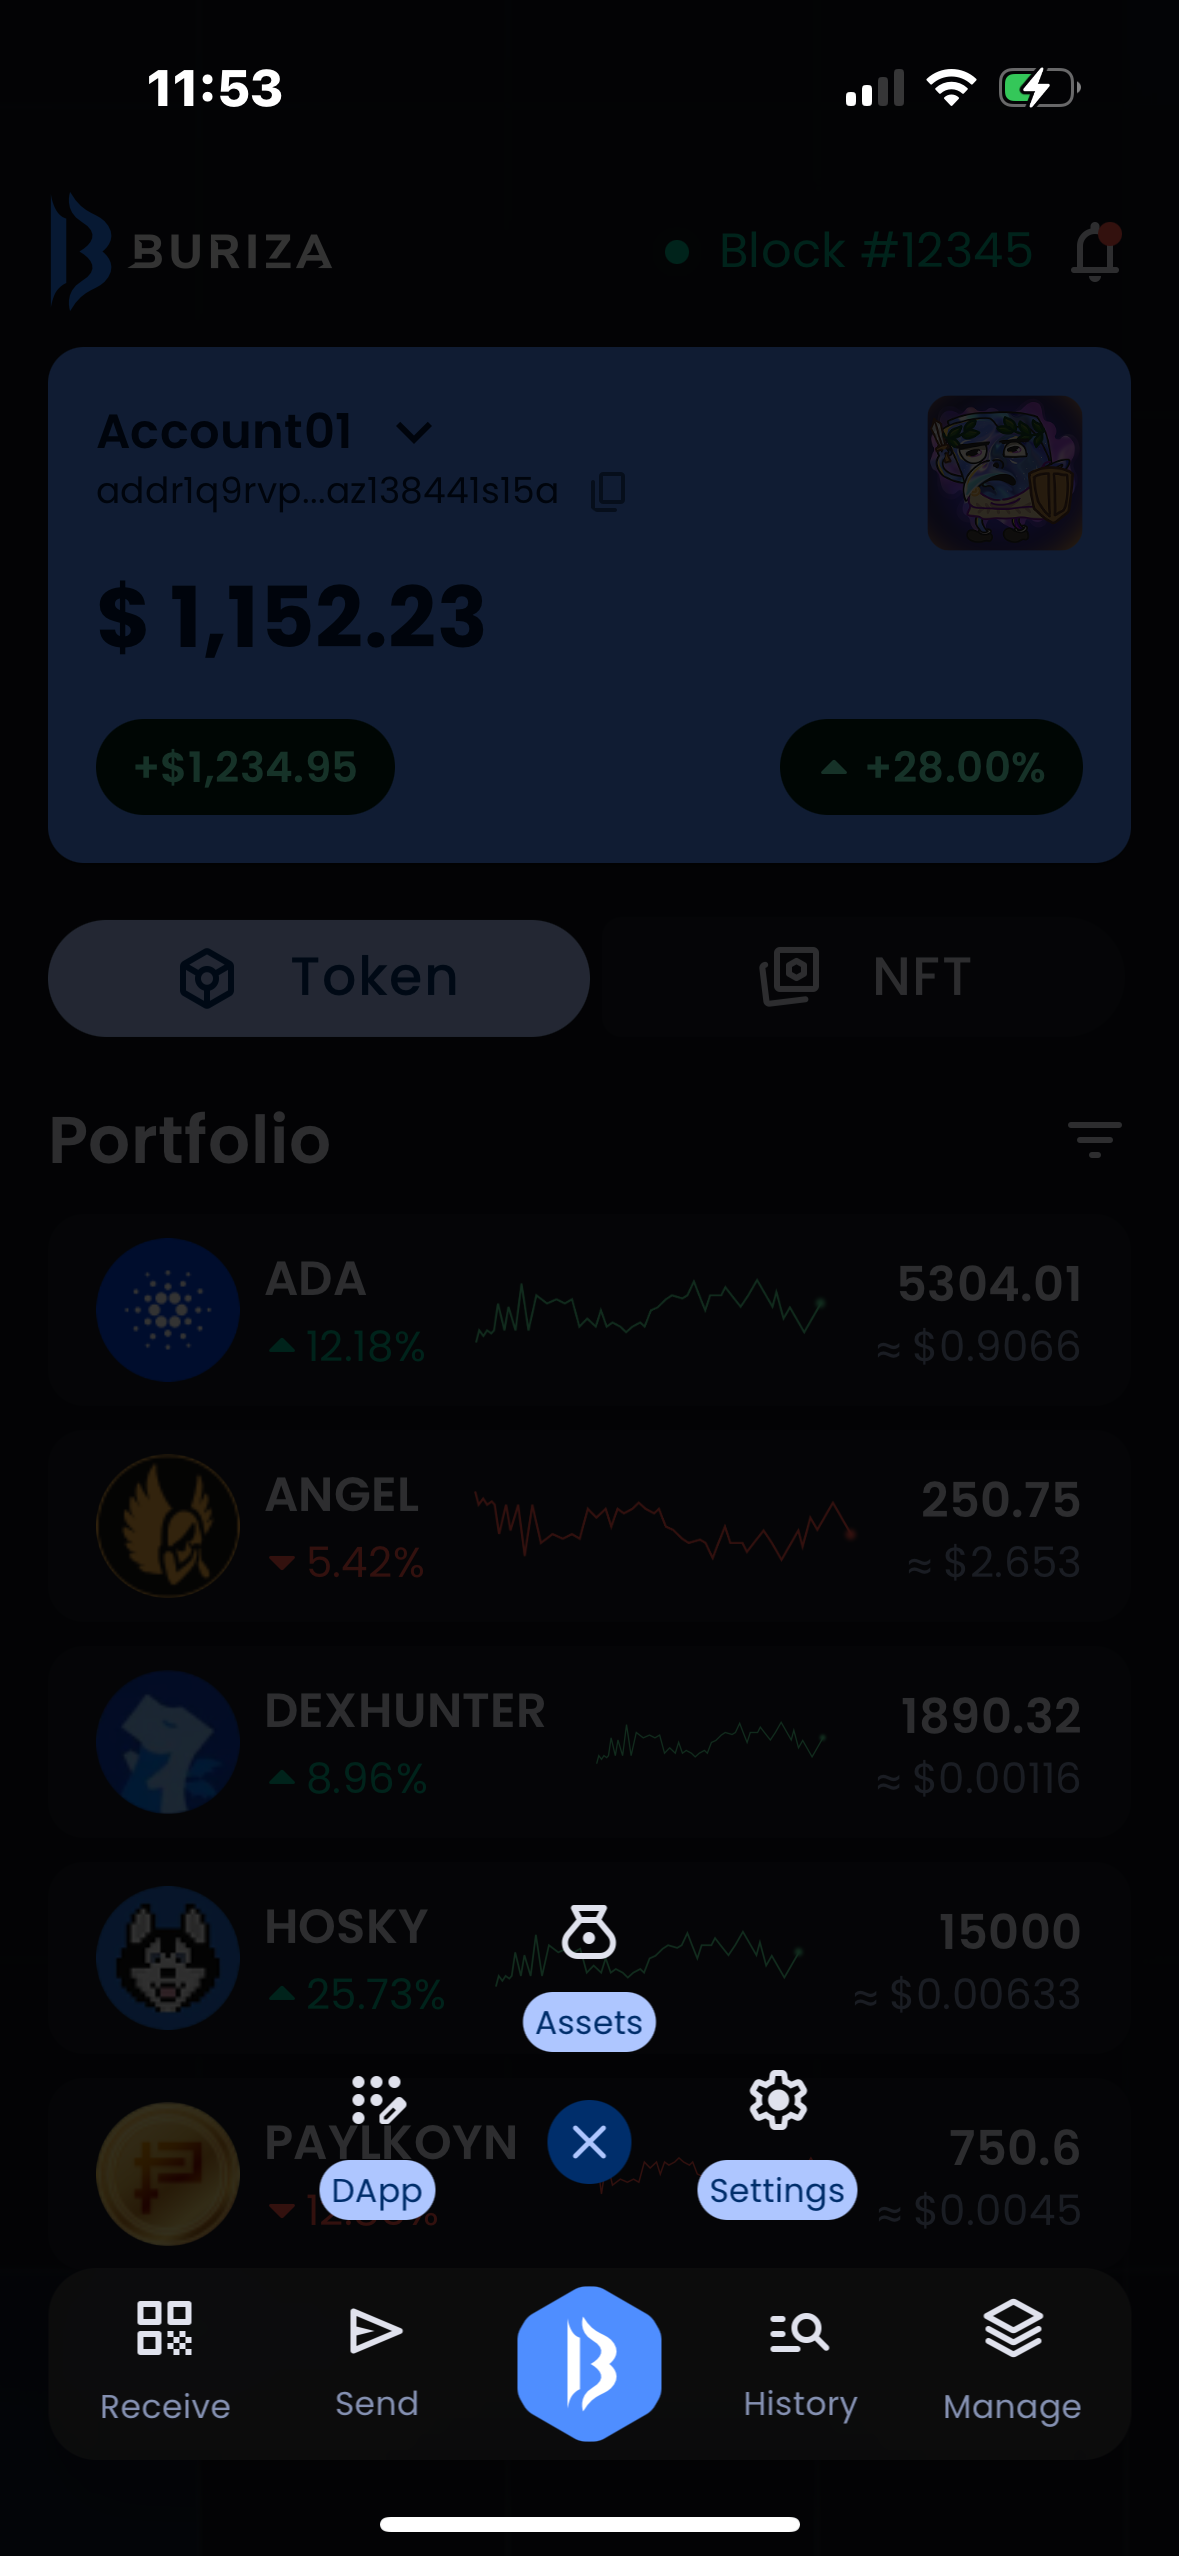 11:53
BURIZA
Block #12345
Account01
addr1q9rvp...az138441s15a
$ 1,152.23
+$1,234.95
+28.00%
Token
NFT
Portfolio
ADA
5304.01
12.18%
≈ $0.9066
ANGEL
250.75
5.42%
≈ $2.653
DEXHUNTER
1890.32
8.96%
≈ $0.00116
HOSKY
15000
25.73%
≈ $0.00633
Assets
PAYLKOYN
750.6
DApp
Settings
≈ $0.0045
Receive
Send
History
Manage